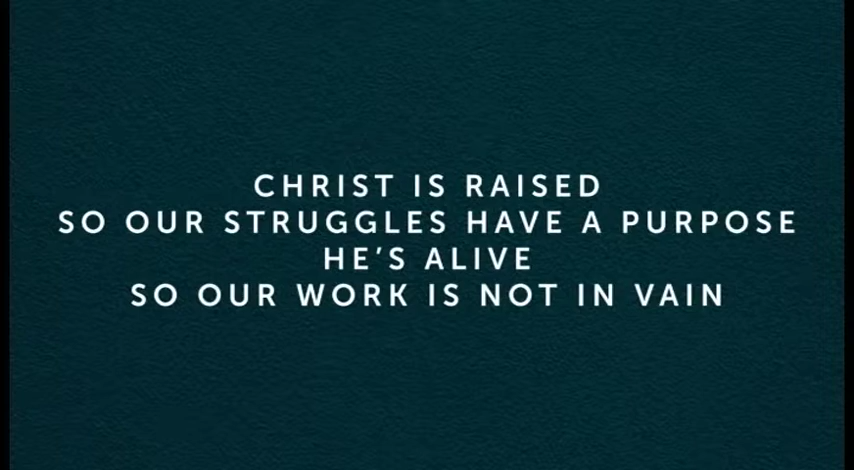 CHRIST IS RAISED
SO OUR STRUGGLES HAVE A PURPOSE
HE'S ALIVE
SO OUR WORK IS NOT IN VAIN